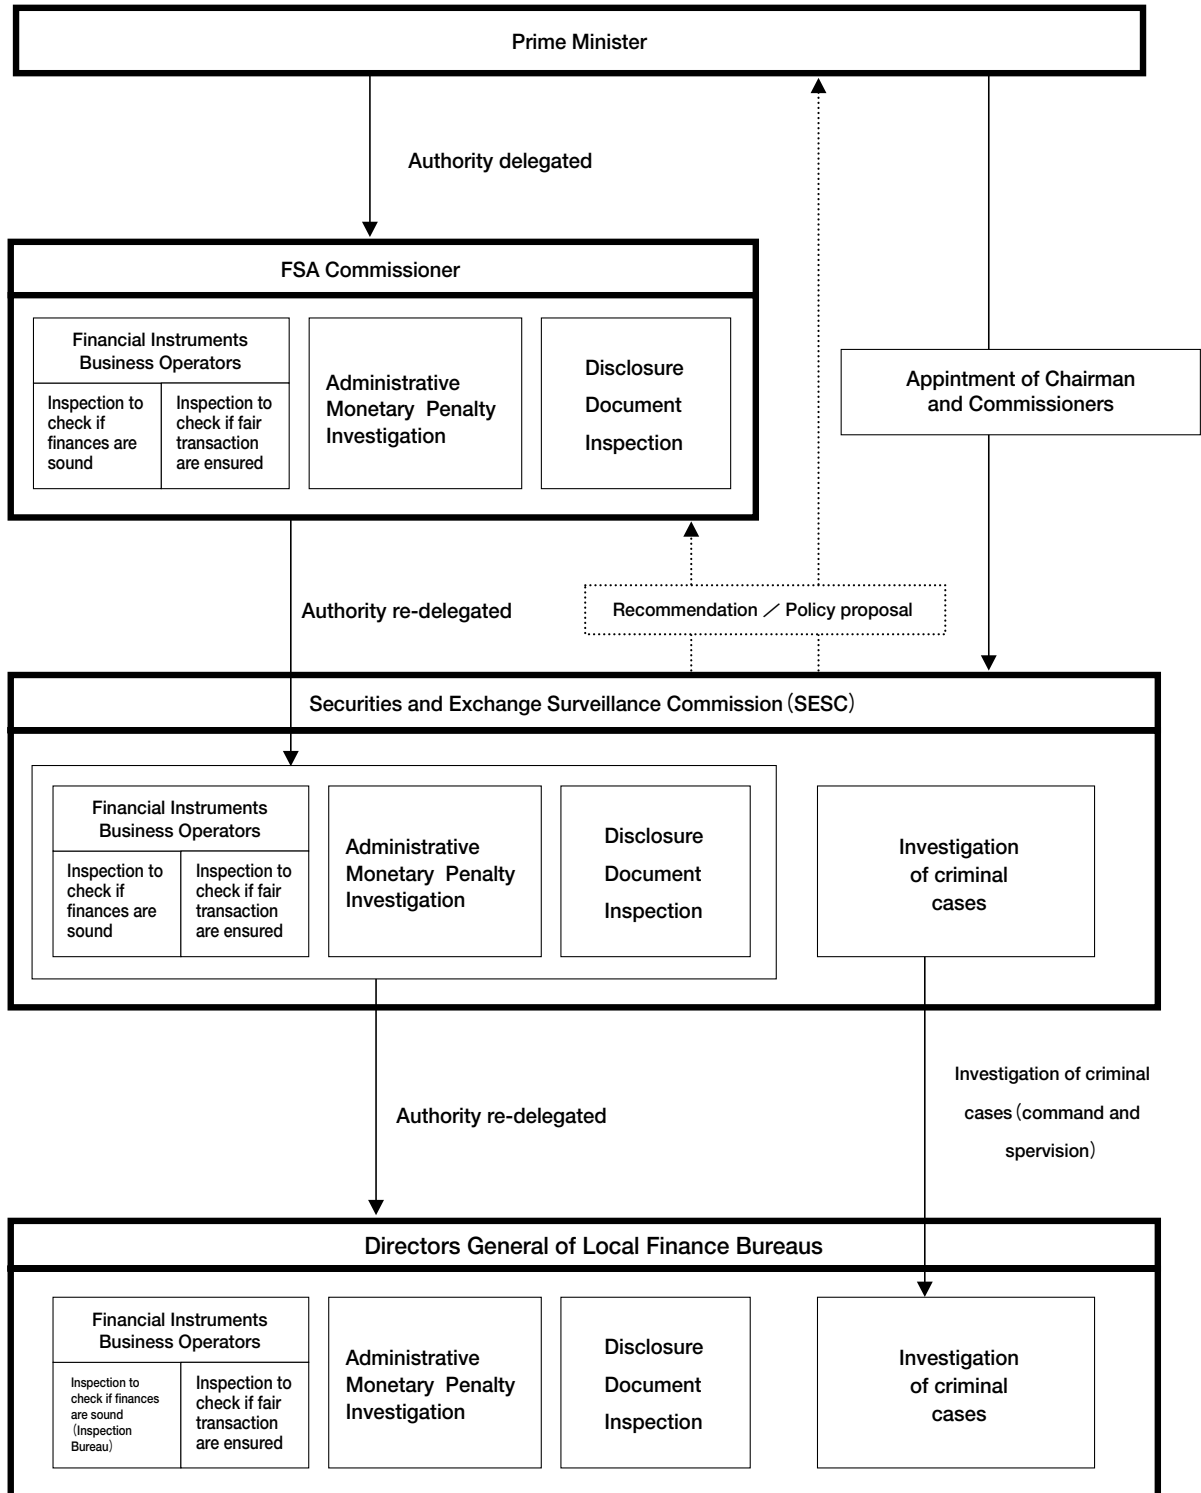 Prime Minister
Authority delegated
FSA Commissioner
Financial Instruments
Business Operators
Inspection to
check if
finances are
sound
Inspection to
check if fair
transaction
are ensured
Administrative
Monetary Penalty
Investigation
Disclosure
Document
Inspection
Appintment of Chairman
and Commissioners
Authority re-delegated
Recommendation ／ Policy proposal
Securities and Exchange Surveillance Commission（SESC）
Financial Instruments
Business Operators
Inspection to
check if
finances are
sound
Inspection to
check if fair
transaction
are ensured
Administrative
Monetary Penalty
Investigation
Disclosure
Document
Inspection
Investigation
of criminal
cases
Authority re-delegated
Investigation of criminal
cases（command and
spervision）
Directors General of Local Finance Bureaus
Financial Instruments
Business Operators
Inspection to
check if finances
are sound
（Inspection
Bureau）
Inspection to
check if fair
transaction
are ensured
Administrative
Monetary Penalty
Investigation
Disclosure
Document
Inspection
Investigation
of criminal
cases